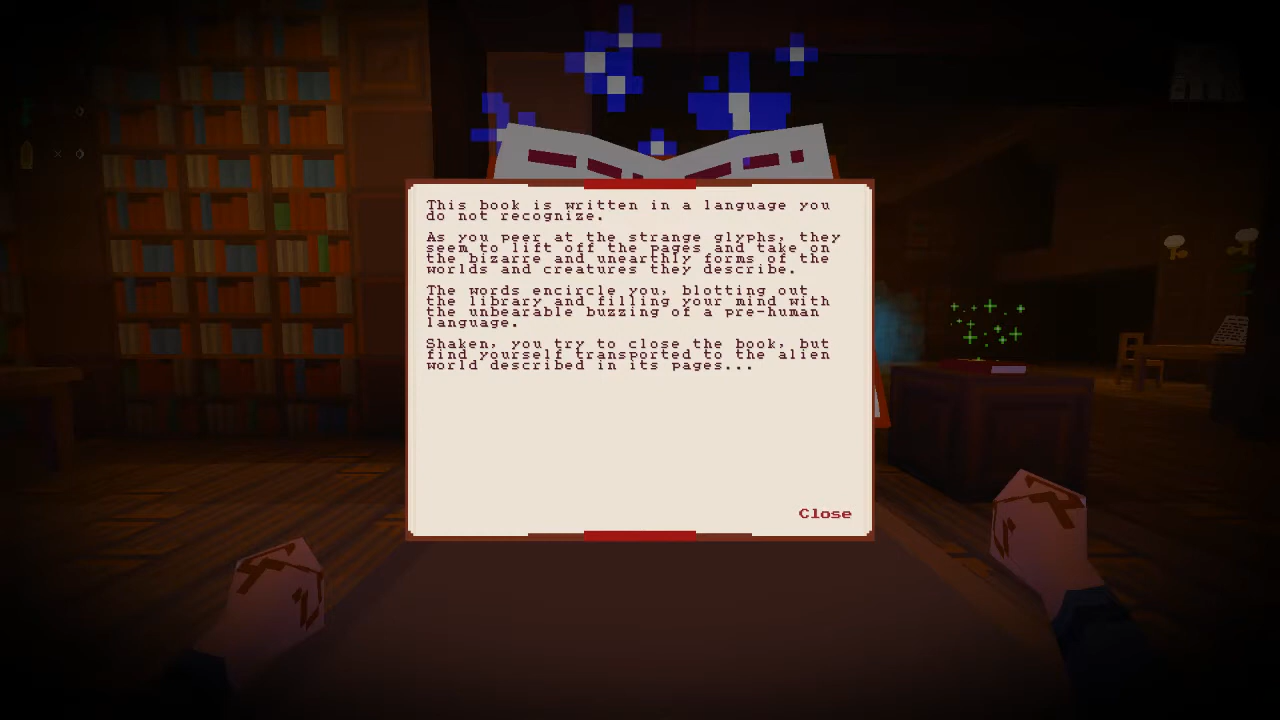 This book is written in a language you
do not recognize.
As you peer at the strange glyphs, they
seem to lift off the pages and take on
the bizarre and unearthly forms of the
worlds and creatures they describe.
The words encircle you, blotting out
the library and filling your mind with
the unbearable buzzing of a pre-human
language.
Shaken, you try to close the book, but
find yourself transported to the alien
world described in its pages...
Close